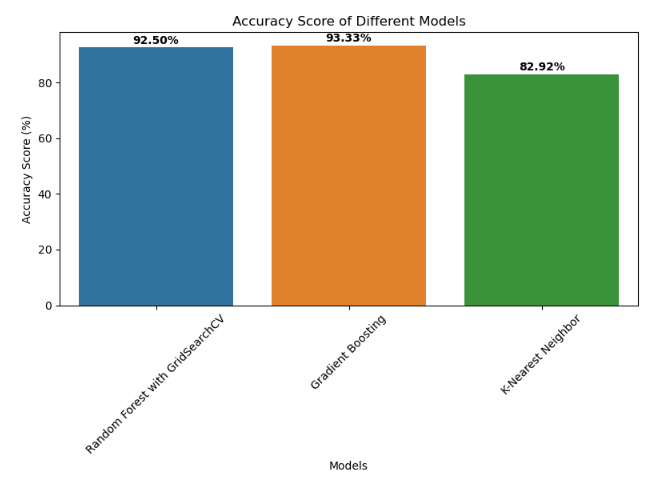 Accuracy Score of Different Models
92.50%
93.33%
82.92%
Accuracy Score (%)
80
60
40
20
0
Random Forest with GridSearchCV
Gradient Boosting
K-Nearest Neighbor
Models